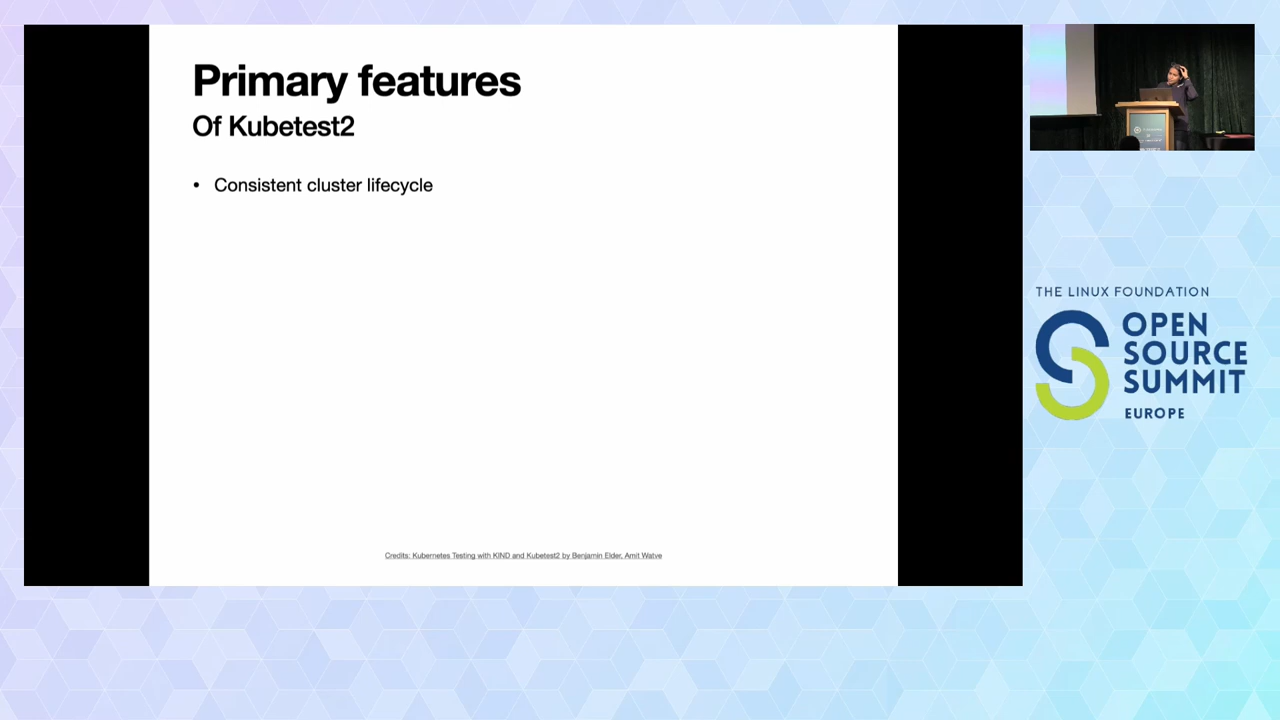 Primary features
Of Kubetest2
• Consistent cluster lifecycle
Credits: Kubernetes Testing with KIND and Kubetest2 by Benjamin Elder, Amit Watve
THE LINUX FOUNDATION
OPEN
SOURCE
SUMMIT
EUROPE